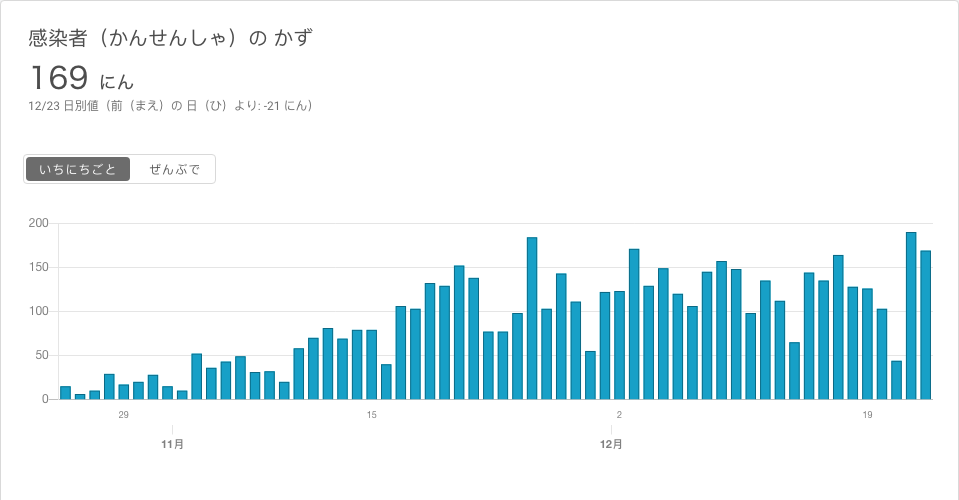 感染者（かんせんしゃ）の かず
169 にん
12/23 日別値（前（まえ）の 日（ひ）より: -21 にん）
いちにちごと ぜんぶで
200
150
100
50
0
29 15 2 19
11月 12月